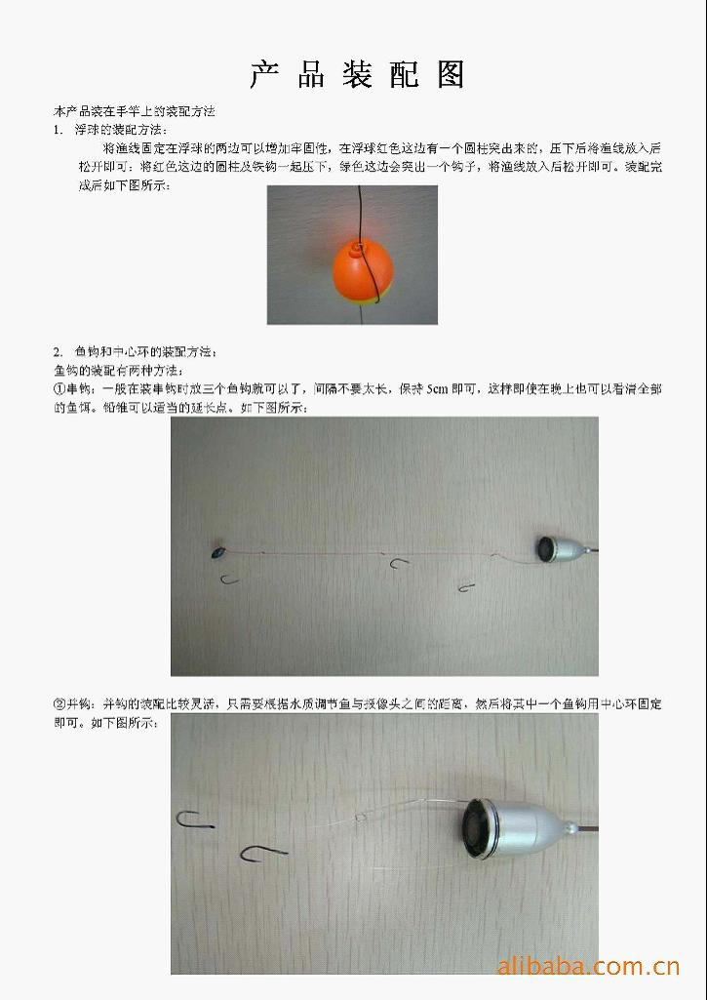 产 品 装 配 图
本产品装在手竿上的装配方法
1. 浮球的装配方法：
将渔线固定在浮球的两边可以增加牢固性，在浮球红色这边有一个圆柱突出来的，压下后将渔线放入后
松开即可；将红色这边的圆柱及铁钩一起压下，绿色这边会突出一个钩子，将渔线放入后松开即可。装配完
成后如下图所示：
2. 鱼钩和中心环的装配方法；
鱼钩的装配有两种方法：
①串钩：一般在装串钩时放三个鱼钩就可以了，间隔不要太长，保持 5cm 即可，这样即使在晚上也可以看清全部
的鱼饵。铅锥可以适当的延长点。如下图所示：
②并钩：并钩的装配比较灵活，只需要根据水质调节鱼与摄像头之间的距离，然后将其中一个鱼钩用中心环固定
即可。如下图所示：
alibaba.com.cn